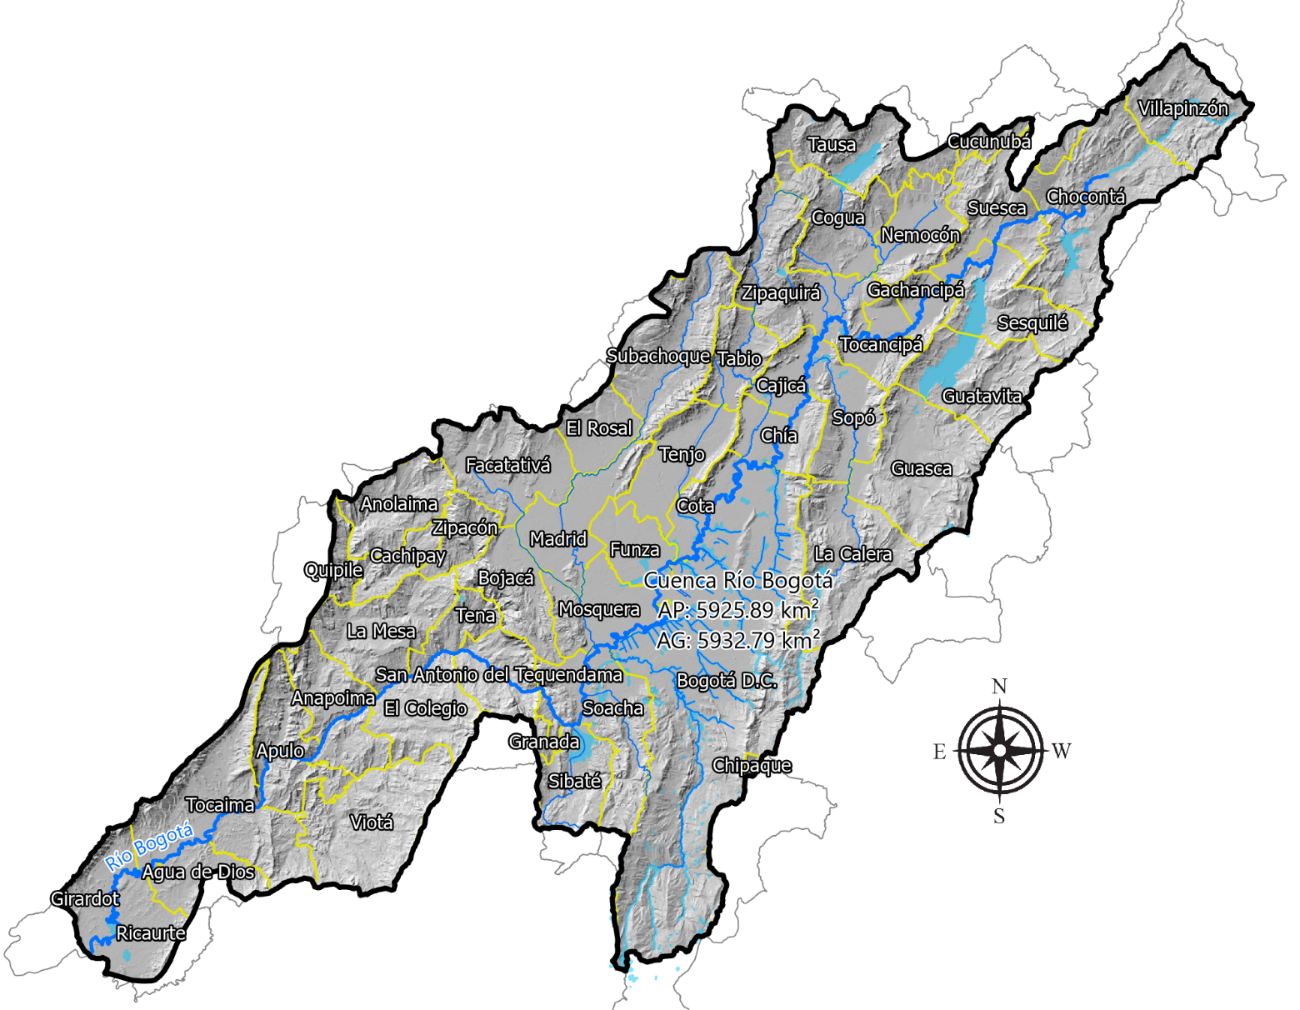 Villapinzón
Tausa
Cucunubá
Chocontá
Suesca
Cogua
Nemocón
Zipaquirá
Gachancipá
Sesquilé
Tocancipá
Subachoque
Tabio
Cajicá
Guatavita
Sopó
El Rosal
Chía
Tenjo
Facatativá
Guasca
Anolaima
Cota
Zipacón
Madrid
Funza
La Calera
Cachipay
Quipile
Bojacá
Cuenca Río Bogotá
AP: 5925.89 km²
AG: 5932.79 km²
Mosquera
Tena
La Mesa
San Antonio del Tequendama
Bogotá D.C.
Anapoima
El Colegio
Soacha
Granada
Apulo
Chipaque
Sibaté
Tocaima
Viotá
Río Bogotá
Agua de Dios
Girardot
Ricaurte
N
E
W
S